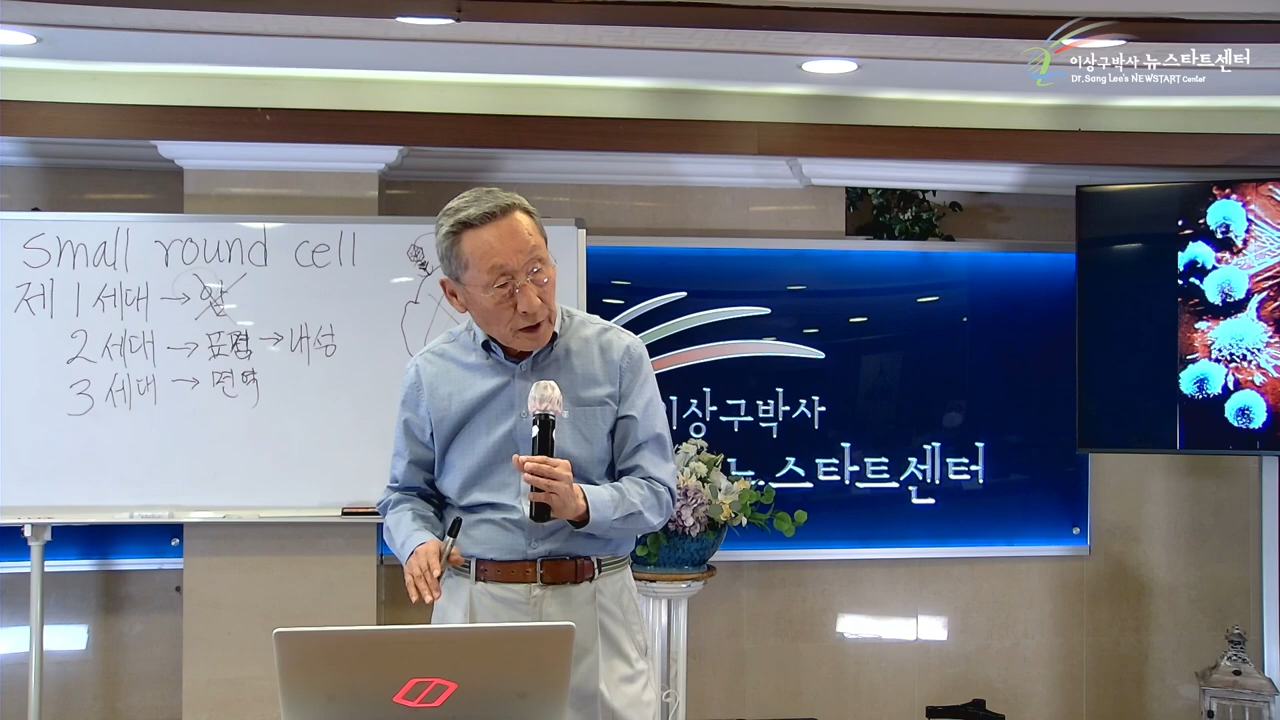 이상구박사 뉴스타트센터
Dr. Sang Lee's NEWSTART Center
small round cell
제 1 세대 → 암
2 세대 → 표적 → 내성
3 세대 → 면역
이상구박사
뉴스타트센터